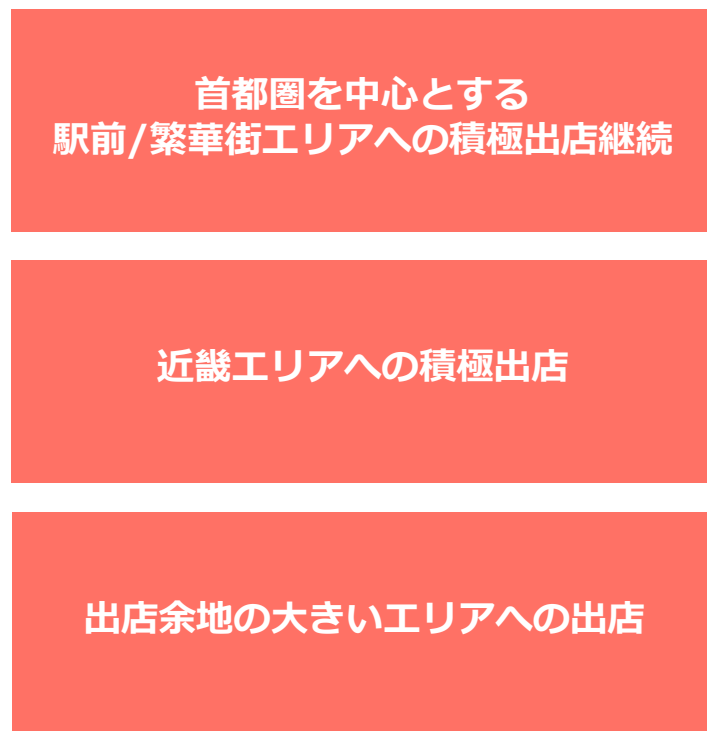 首都圏を中心とする
駅前/繁華街エリアへの積極出店継続
近畿エリアへの積極出店
出店余地の大きいエリアへの出店